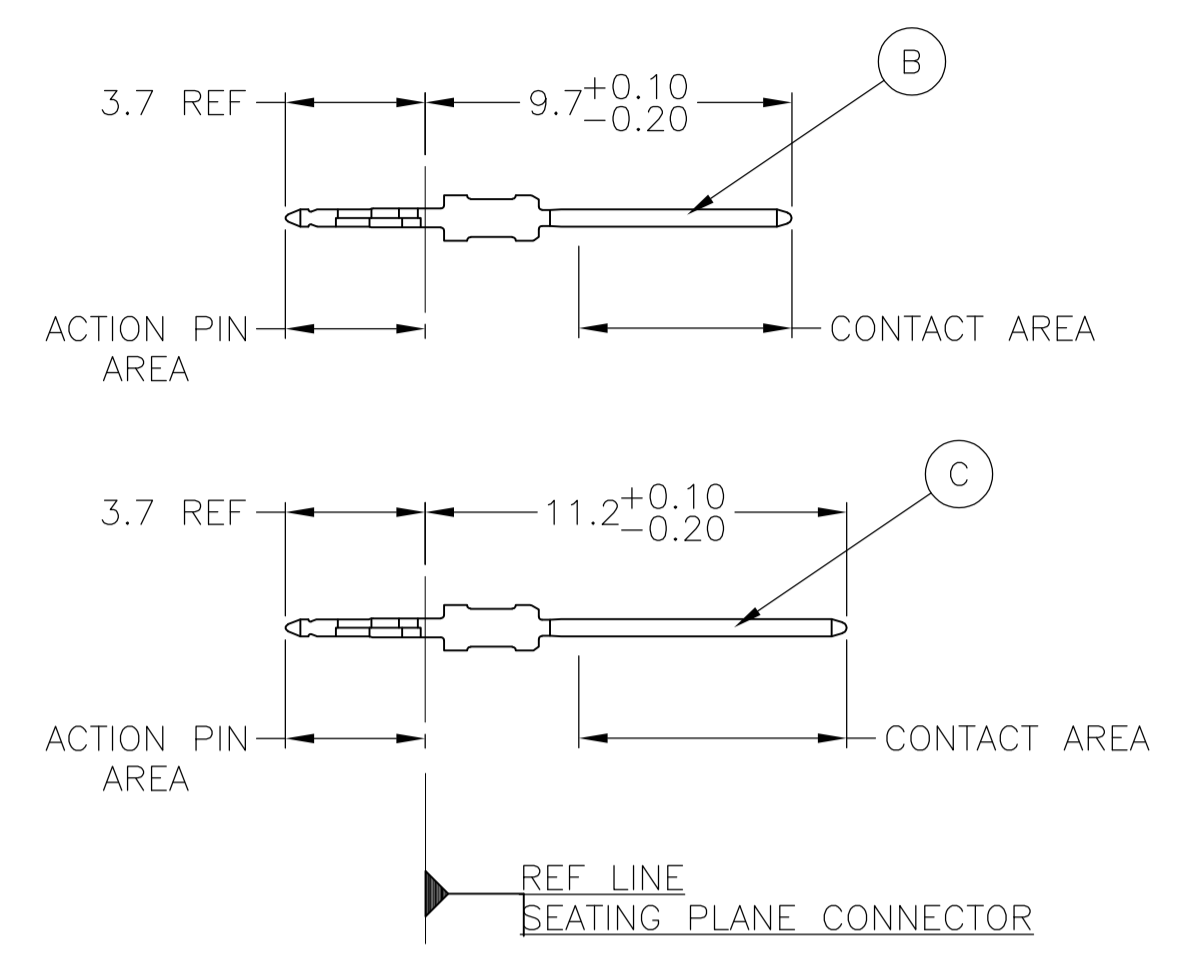 B
3.7 REF
9.7 +0.10
-0.20
ACTION PIN
AREA
CONTACT AREA
C
3.7 REF
11.2 +0.10
-0.20
ACTION PIN
AREA
CONTACT AREA
REF LINE
SEATING PLANE CONNECTOR